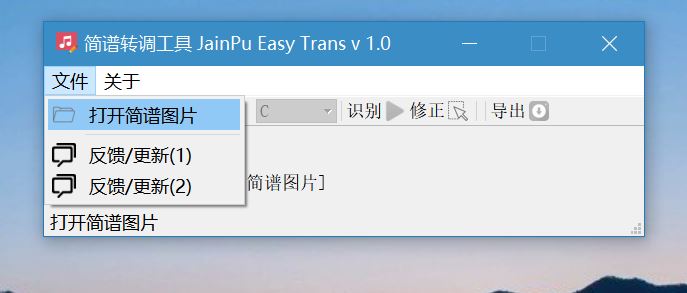 简谱转调工具 JainPu Easy Trans v 1.0
文件 关于
打开简谱图片
C 识别 修正 导出
反馈/更新(1)
反馈/更新(2)
简谱图片]
打开简谱图片